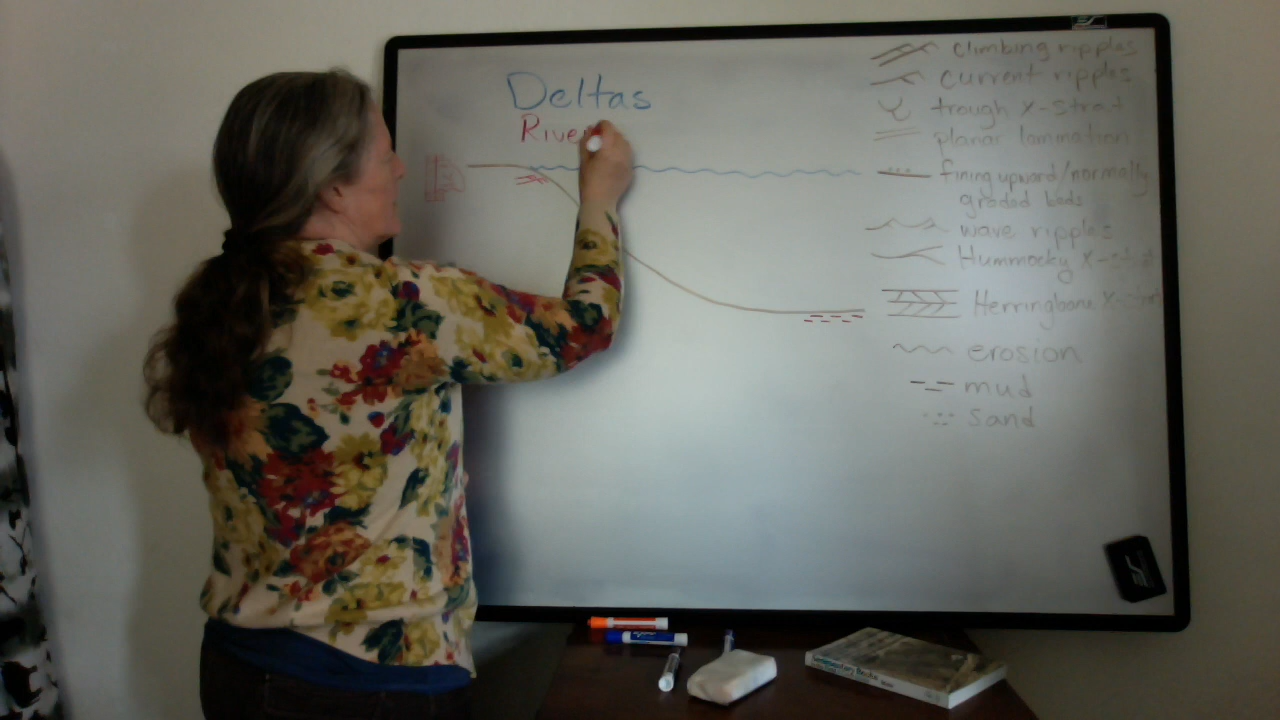 Deltas
River
climbing ripples
current ripples
trough x-strat
planar lamination
fining upward/normally
graded beds
wave ripples
Hummocky x-strat
Herringbone x-strat
erosion
mud
sand